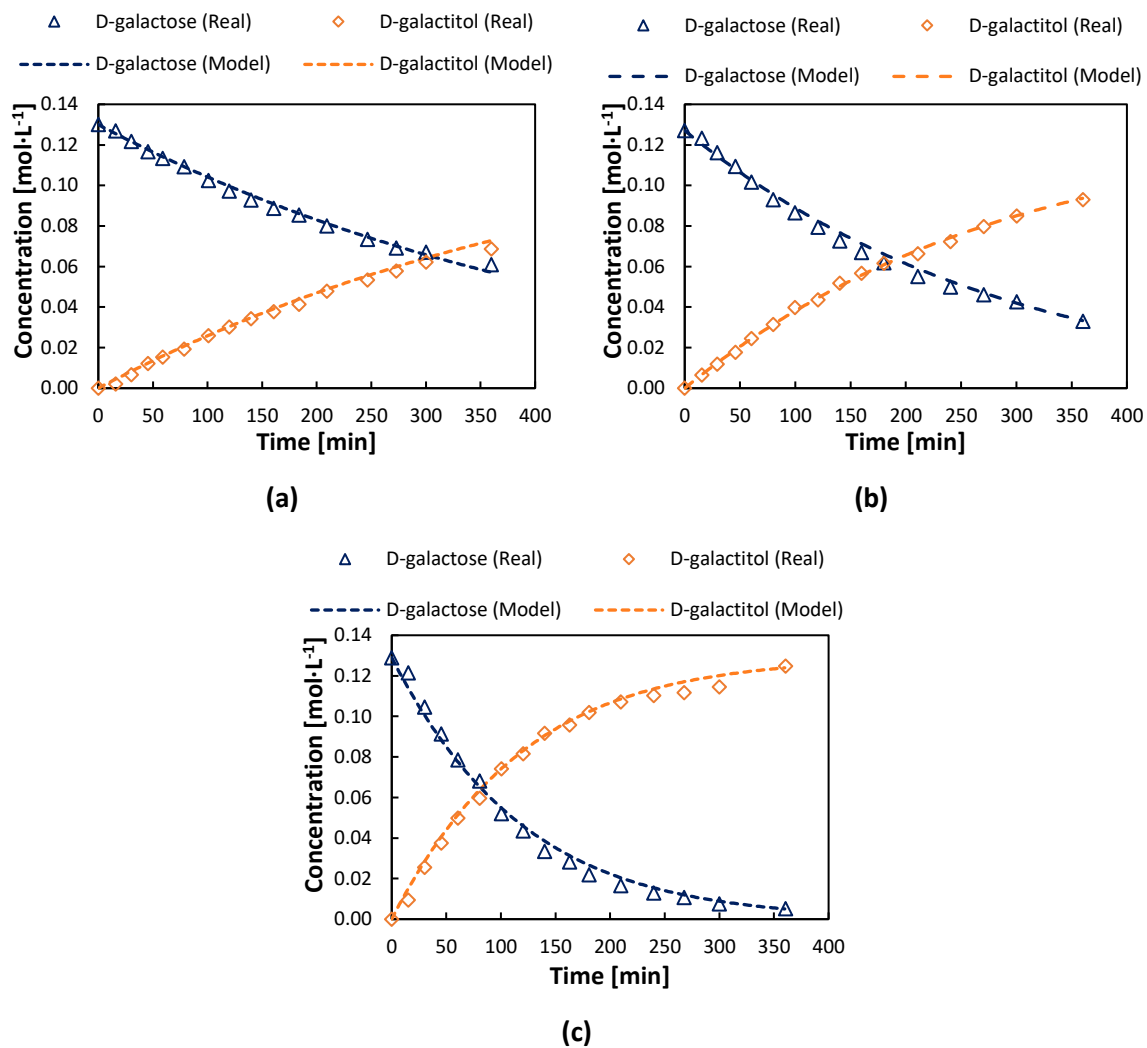 D-galactose (Real) D-galactitol (Real)
D-galactose (Model) D-galactitol (Model)
Concentration [mol·L⁻¹]
0.14
0.12
0.10
0.08
0.06
0.04
0.02
0.00
0 50 100 150 200 250 300 350 400
Time [min]
(a)
D-galactose (Real) D-galactitol (Real)
D-galactose (Model) D-galactitol (Model)
Concentration [mol·L⁻¹]
0.14
0.12
0.10
0.08
0.06
0.04
0.02
0.00
0 50 100 150 200 250 300 350 400
Time [min]
(b)
D-galactose (Real) D-galactitol (Real)
D-galactose (Model) D-galactitol (Model)
Concentration [mol·L⁻¹]
0.14
0.12
0.10
0.08
0.06
0.04
0.02
0.00
0 50 100 150 200 250 300 350 400
Time [min]
(c)